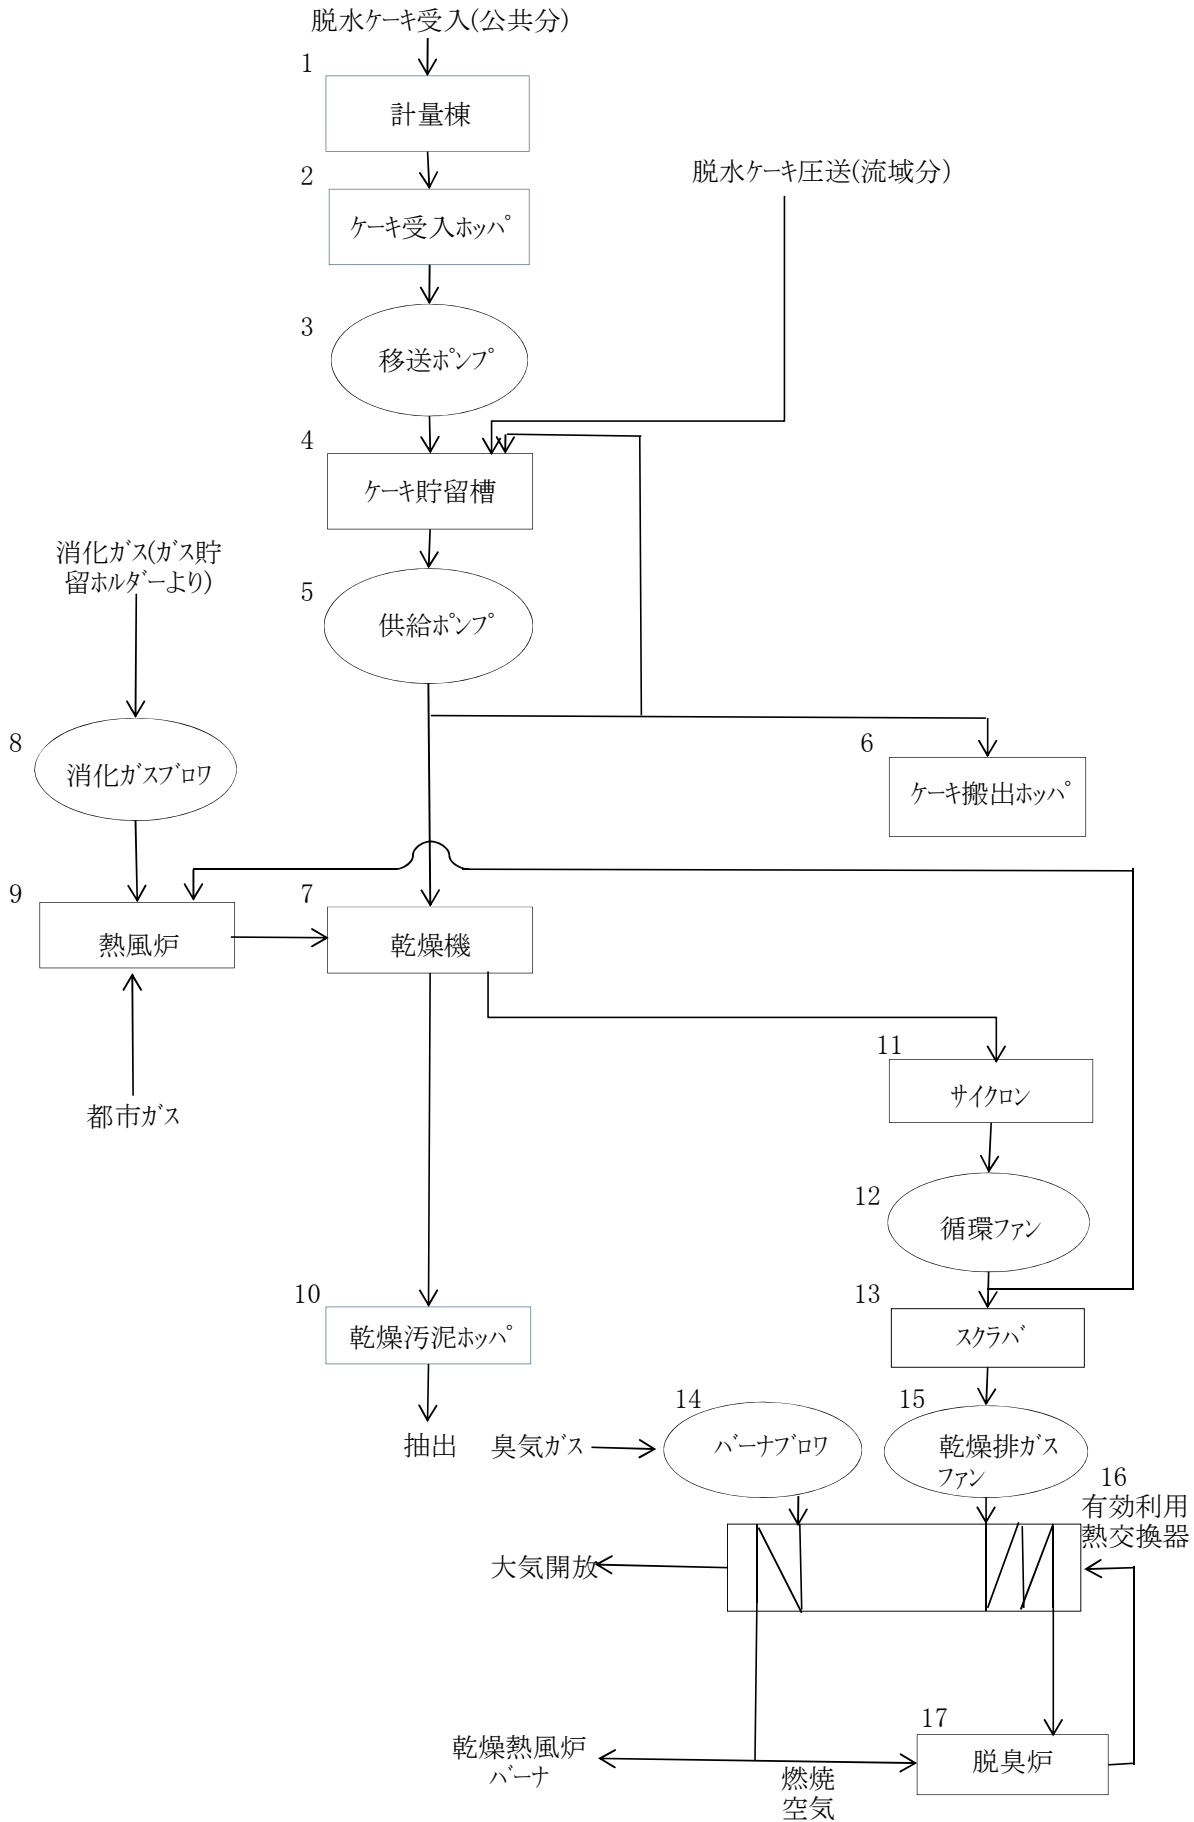 脱水ケーキ受入(公共分)
1
計量棟
2
ケーキ受入ホッパ
脱水ケーキ圧送(流域分)
3
移送ポンプ
4
ケーキ貯留槽
消化ガス(ガス貯
留ホルダーより)
5
供給ポンプ
8
消化ガスブロワ
6
ケーキ搬出ホッパ
9
熱風炉
7
乾燥機
都市ガス
11
サイクロン
12
循環ファン
10
乾燥汚泥ホッパ
13
スクラバ
抽出
臭気ガス
14
バーナブロワ
15
乾燥排ガス
ファン
16
有効利用
熱交換器
大気開放
17
脱臭炉
乾燥熱風炉
バーナ
燃焼
空気